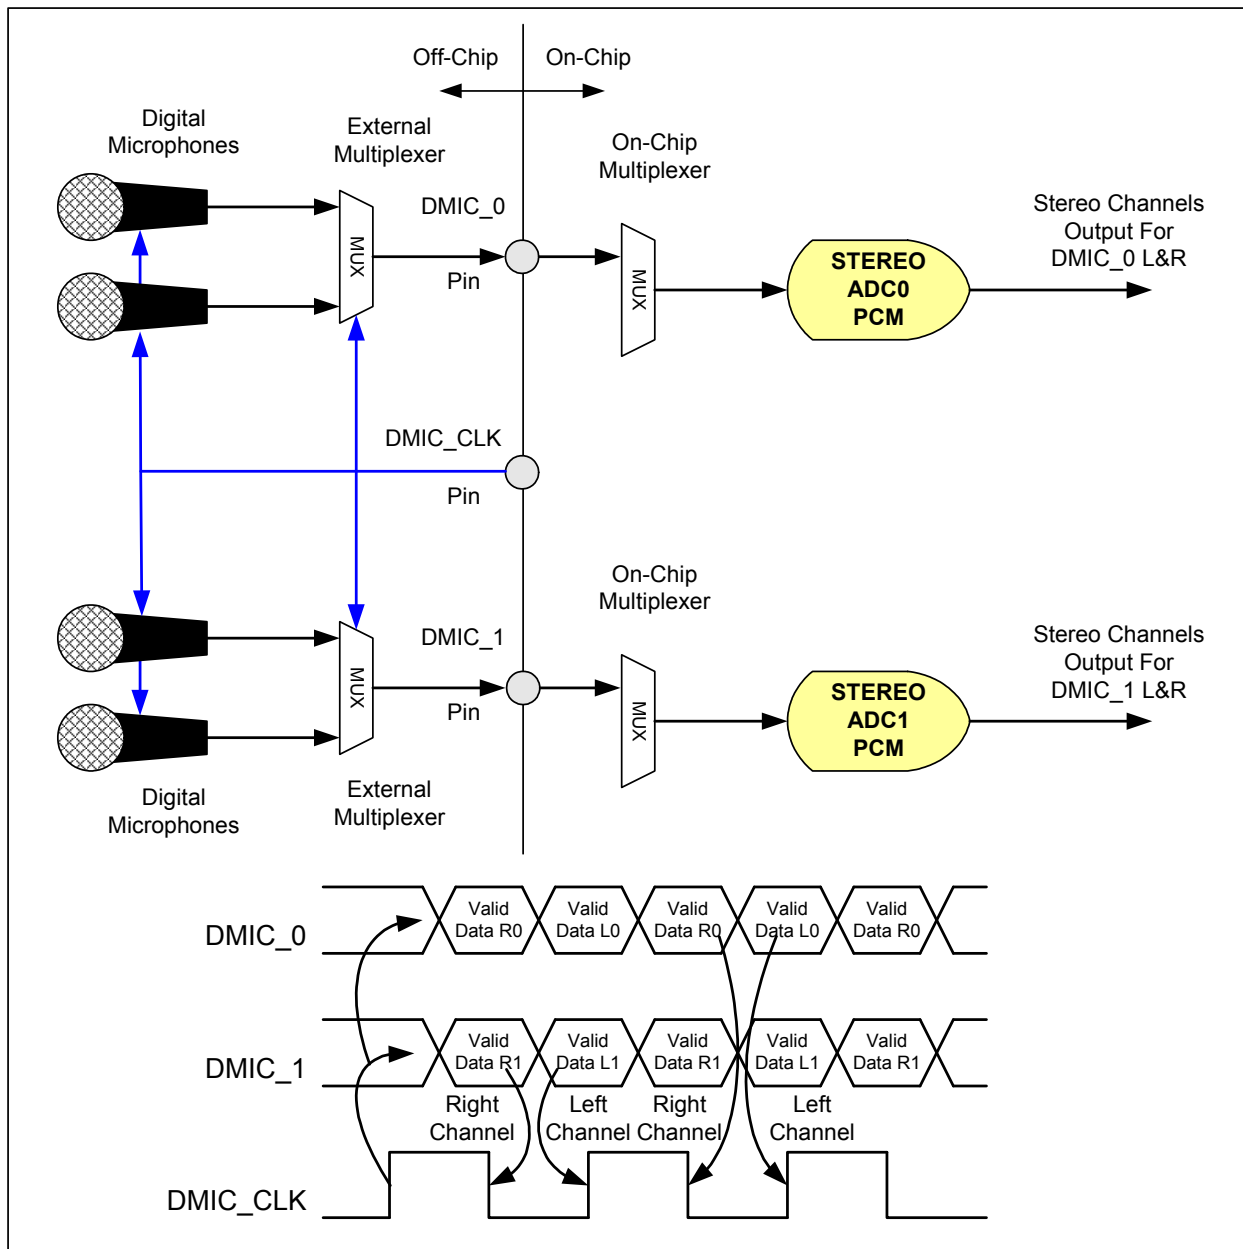 Off-Chip
On-Chip
Digital
Microphones
External
Multiplexer
On-Chip
Multiplexer
DMIC_0
Pin
MUX
MUX
STEREO
ADC0
PCM
Stereo Channels
Output For
DMIC_0 L&R
DMIC_CLK
Pin
On-Chip
Multiplexer
DMIC_1
Pin
MUX
MUX
STEREO
ADC1
PCM
Stereo Channels
Output For
DMIC_1 L&R
Digital
Microphones
External
Multiplexer
DMIC_0
Valid
Data R0
Valid
Data L0
Valid
Data R0
Valid
Data L0
Valid
Data R0
DMIC_1
Valid
Data R1
Valid
Data L1
Valid
Data R1
Valid
Data L1
Valid
Data R1
Right
Channel
Left
Channel
Right
Channel
Left
Channel
DMIC_CLK